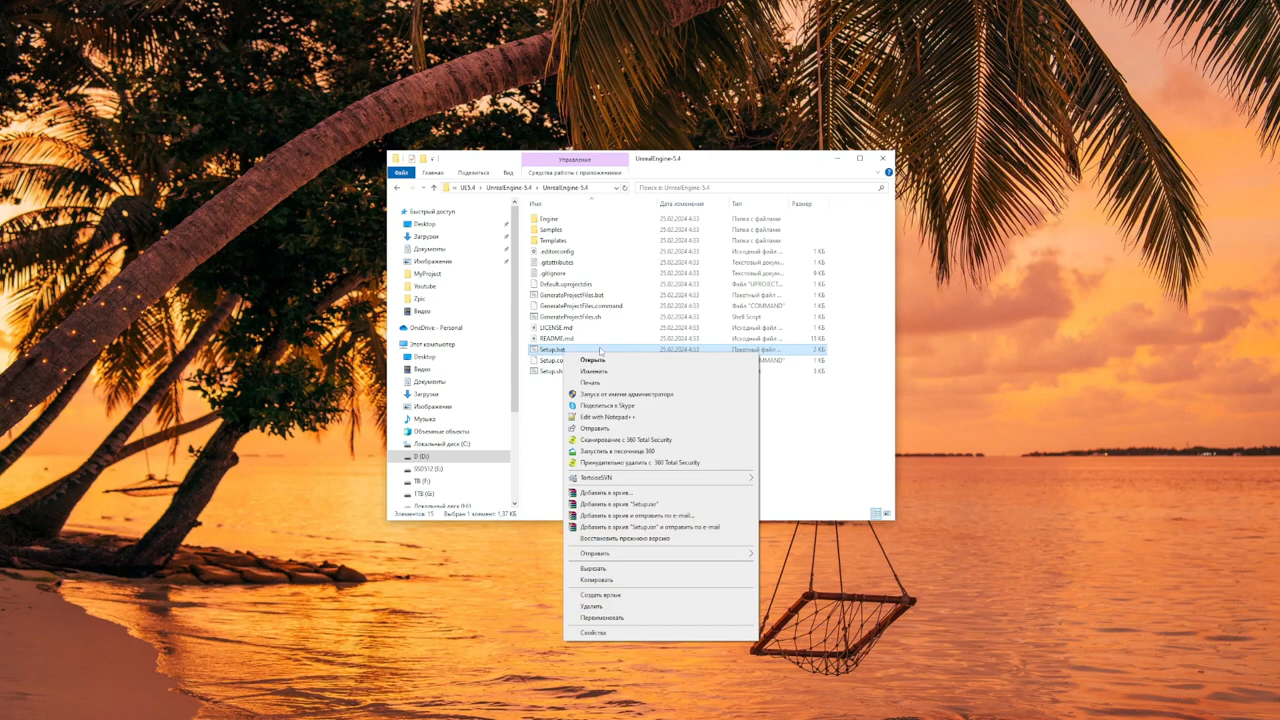 Управление
UnrealEngine-5.4
Файл Главная Поделиться Вид Средства работы с приложениями
« UE5.4 › UnrealEngine-5.4 › UnrealEngine-5.4
Поиск в: UnrealEngine-5.4
Имя Дата изменения Тип Размер
Быстрый доступ
Desktop
Загрузки
Документы
Изображения
MyProject
Youtube
Zpic
Видео
OneDrive - Personal
Этот компьютер
Desktop
Видео
Документы
Загрузки
Изображения
Музыка
Объемные объекты
Локальный диск (C:)
D (D:)
SSD512 (E:)
TB (F:)
1TB (G:)
Локальный диск (H:)
Engine 25.02.2024 4:33 Папка с файлами
Samples 25.02.2024 4:33 Папка с файлами
Templates 25.02.2024 4:33 Папка с файлами
.editorconfig 25.02.2024 4:33 Исходный файл ... 1 КБ
.gitattributes 25.02.2024 4:33 Текстовый докум... 1 КБ
.gitignore 25.02.2024 4:33 Текстовый докум... 9 КБ
Default.uprojectdirs 25.02.2024 4:33 Файл "UPROJECT... 1 КБ
GenerateProjectFiles.bat 25.02.2024 4:33 Пакетный файл ... 1 КБ
GenerateProjectFiles.command 25.02.2024 4:33 Файл "COMMAND" 1 КБ
GenerateProjectFiles.sh 25.02.2024 4:33 Shell Script 1 КБ
LICENSE.md 25.02.2024 4:33 Исходный файл ... 1 КБ
README.md 25.02.2024 4:33 Исходный файл ... 13 КБ
Setup.bat 25.02.2024 4:33 Пакетный файл ... 2 КБ
Setup.co MMAND" 1 КБ
Setup.sh 3 КБ
Открыть
Изменить
Печать
Запуск от имени администратора
Поделиться в Skype
Edit with Notepad++
Отправить
Сканирование с 360 Total Security
Запустить в песочнице 360
Принудительно удалить с 360 Total Security
TortoiseSVN
Добавить в архив...
Добавить в архив "Setup.rar"
Добавить в архив и отправить по e-mail...
Добавить в архив "Setup.rar" и отправить по e-mail
Восстановить прежнюю версию
Отправить
Вырезать
Копировать
Создать ярлык
Удалить
Переименовать
Свойства
Элементов: 15 Выбран 1 элемент: 1,37 КБ